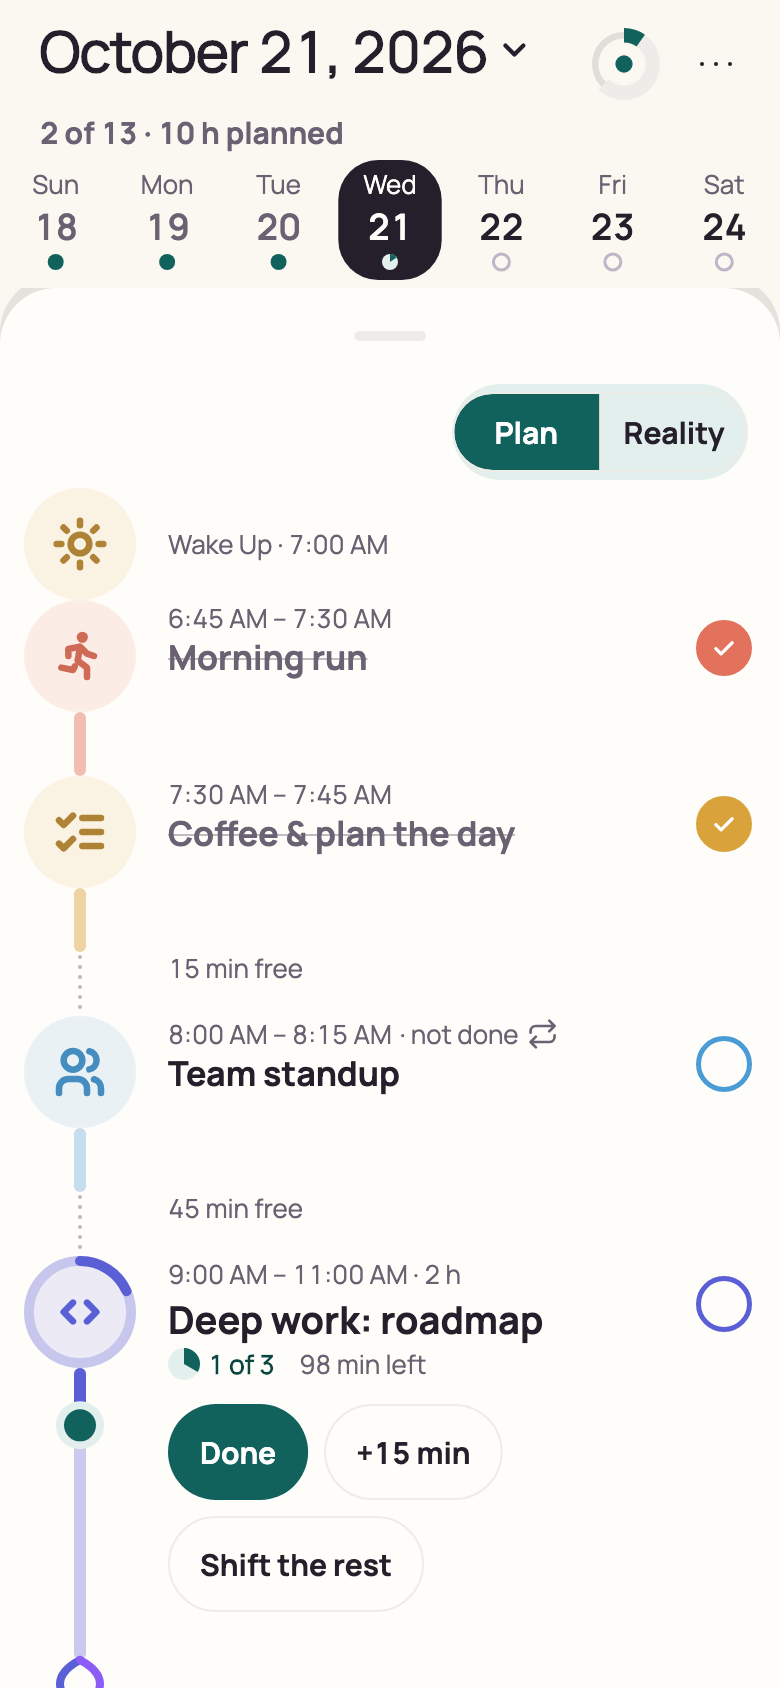 October 21, 2026
...
2 of 13 · 10 h planned
Sun Mon Tue Wed Thu Fri Sat
18 19 20 21 22 23 24
Plan Reality
Wake Up · 7:00 AM
6:45 AM – 7:30 AM
Morning run
7:30 AM – 7:45 AM
Coffee & plan the day
15 min free
8:00 AM – 8:15 AM · not done
Team standup
45 min free
9:00 AM – 11:00 AM · 2 h
Deep work: roadmap
1 of 3 98 min left
Done +15 min
Shift the rest